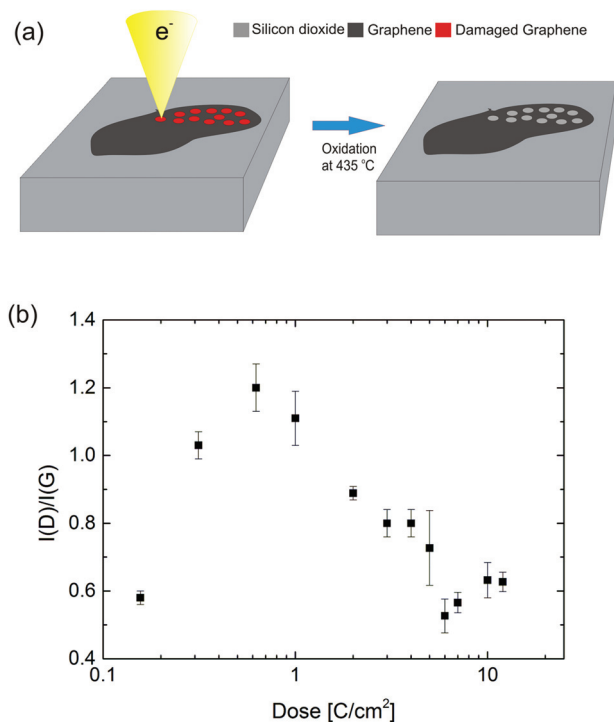 (a)
e-
Silicon dioxide Graphene Damaged Graphene
Oxidation
at 435 °C
(b)
1.4
1.2
1.0
0.8
0.6
0.4
I(D)/I(G)
0.1 1 10
Dose [C/cm²]